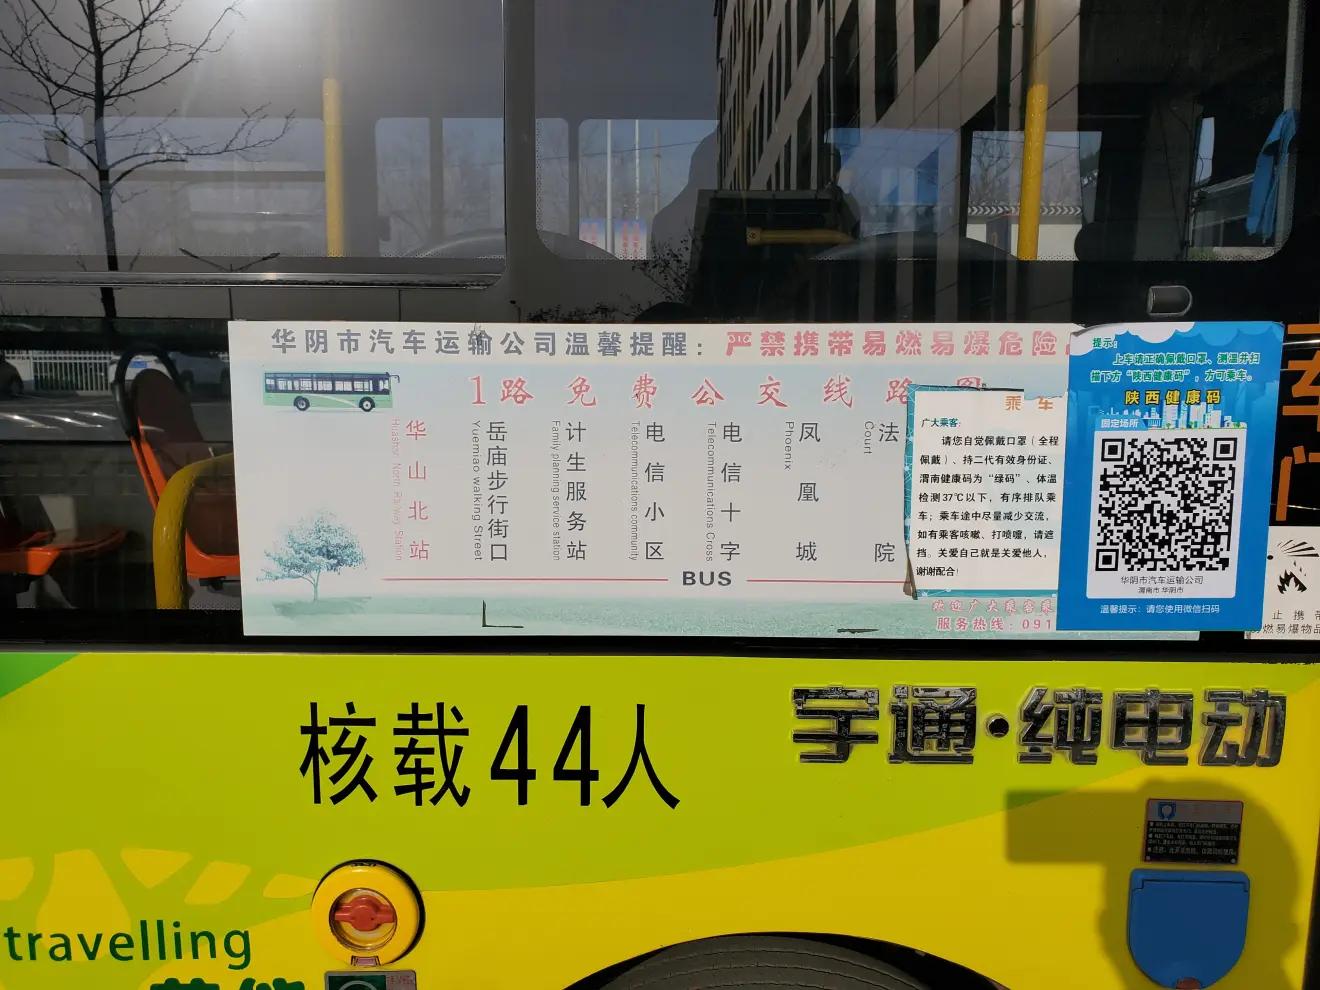 华阴市汽车运输公司温馨提醒：严禁携带易燃易爆危险
1路 免费公交线路图
华山北站
Huashan North Railway Station
岳庙步行街口
Yuemiao walking Street
计生服务站
Family planning service station
电信小区
Telecommunications community
电信十字
Telecommunications Cross
凤凰城
Phoenix
法院
Court
BUS
欢迎广大乘客乘
服务热线：091
乘车
广大乘客：
请您自觉佩戴口罩（全程
佩戴）、持二代有效身份证、
渭南健康码为“绿码”、体温
检测37℃以下，有序排队乘
车；乘车途中尽量减少交流，
如有乘客咳嗽、打喷嚏，请遮
挡。关爱自己就是关爱他人，
谢谢配合！
提示：
上车请正确佩戴口罩、测温并扫
描下方“陕西健康码”，方可乘车。
陕西健康码
固定场所
华阴市汽车运输公司
渭南市 华阴市
温馨提示：请您使用微信扫码
车
门
止携带
易燃易爆物品
核载44人
宇通·纯电动
travelling